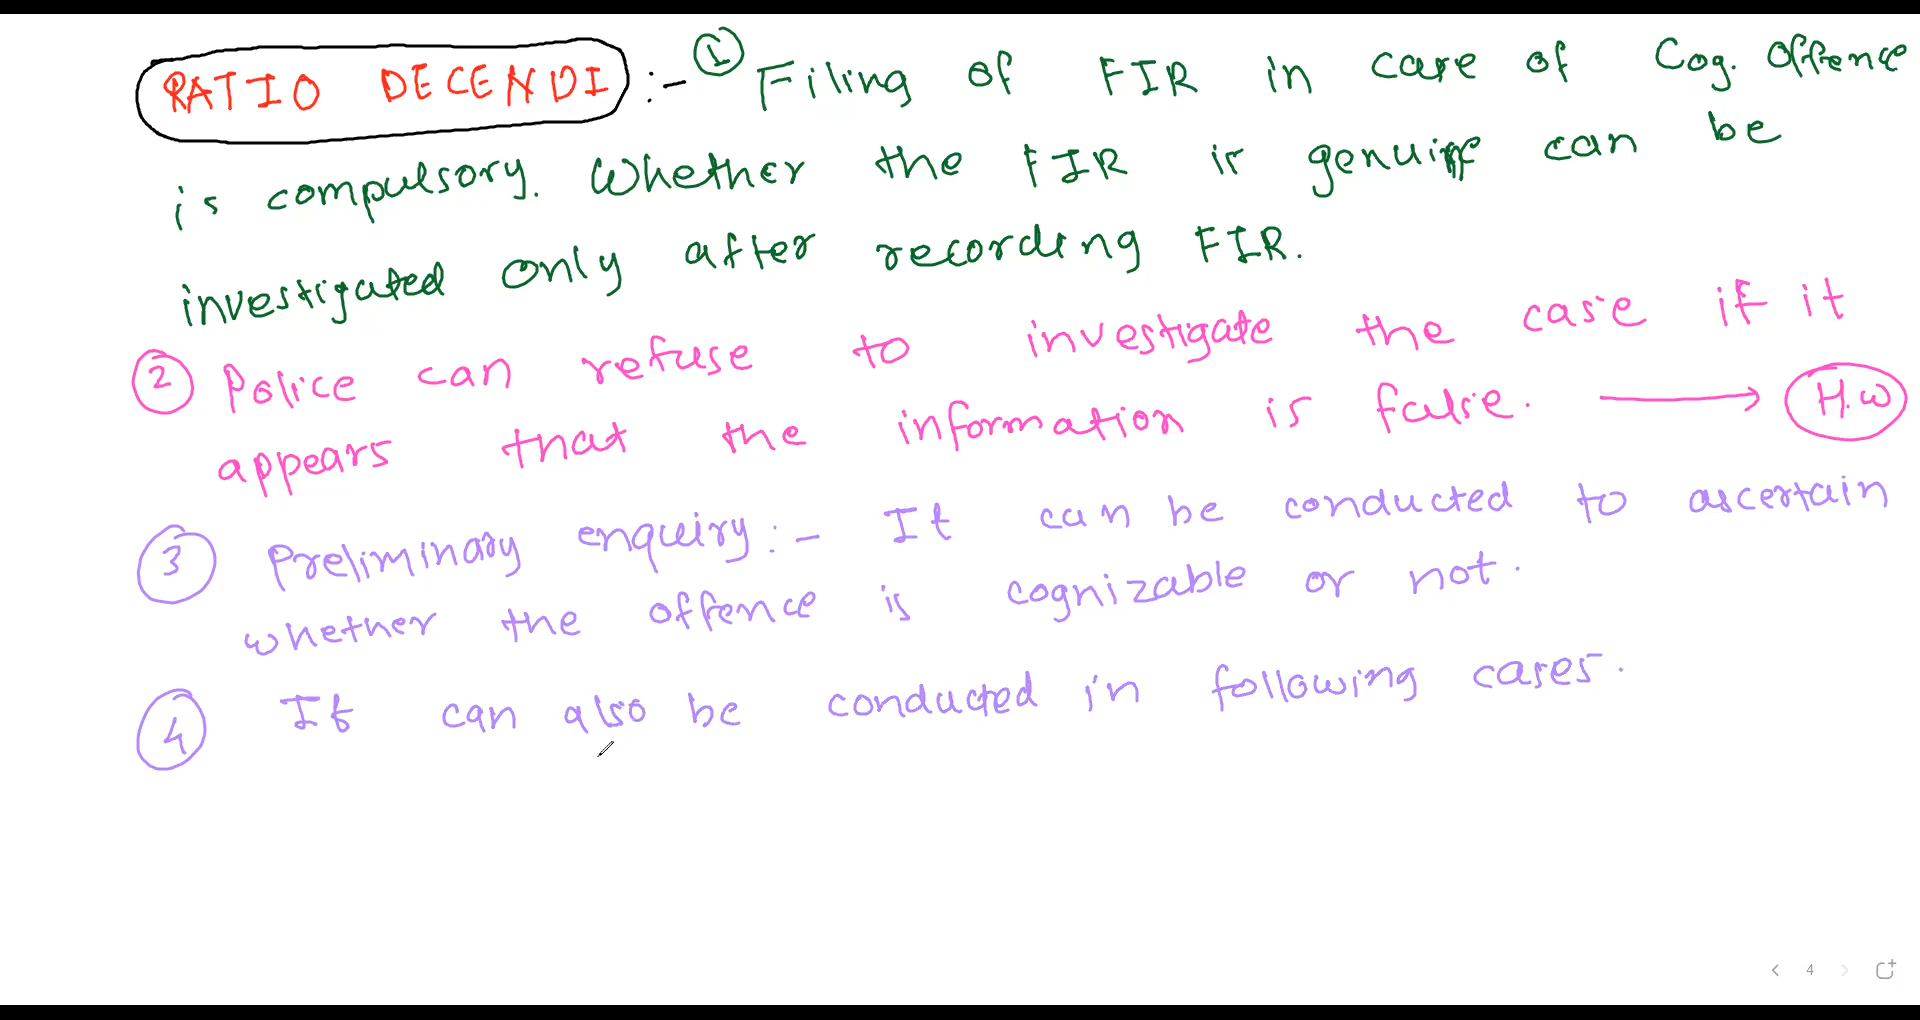 RATIO DECENDI :- ① Filing of FIR in case of Cog. Offence
is compulsory. Whether the FIR is genuine can be
investigated only after recording FIR.
② Police can refuse to investigate the case if it
appears that the information is false. → H.W
③ Preliminary enquiry :- It can be conducted to ascertain
whether the offence is cognizable or not.
④ It can also be conducted in following cases.
4